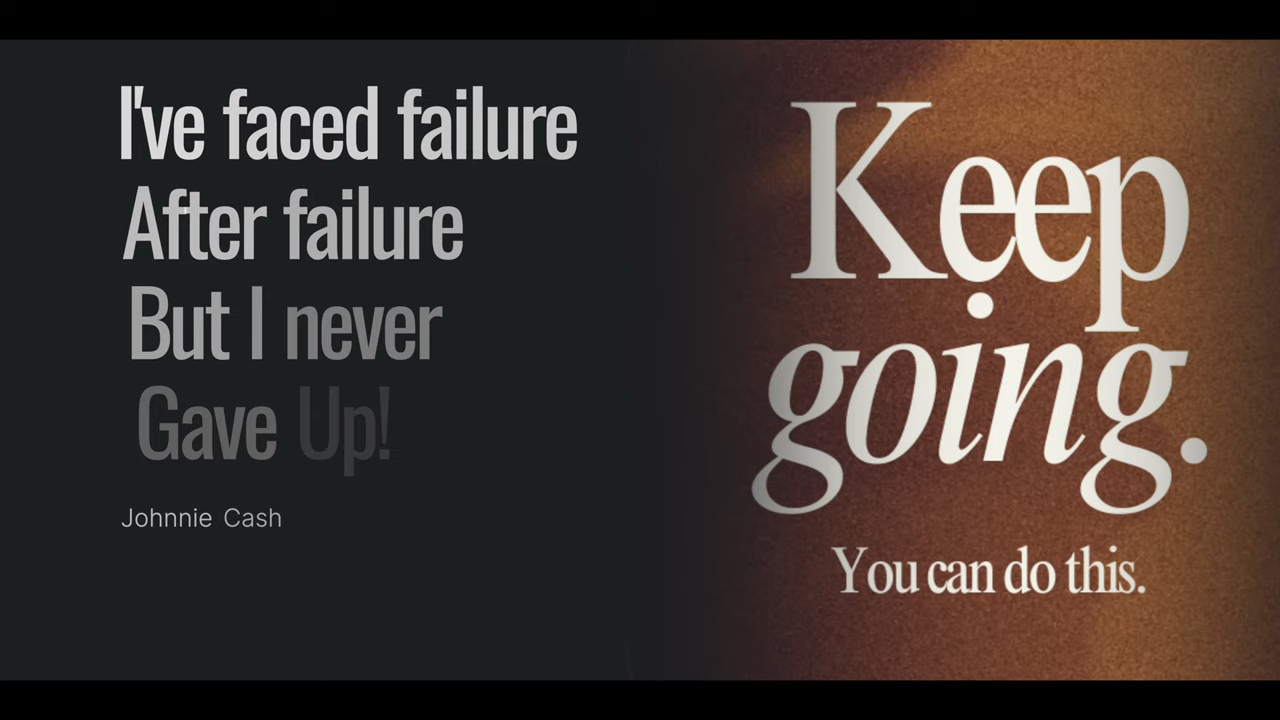 I've faced failure
After failure
But I never
Gave Up!
Johnnie Cash
Keep
going.
You can do this.